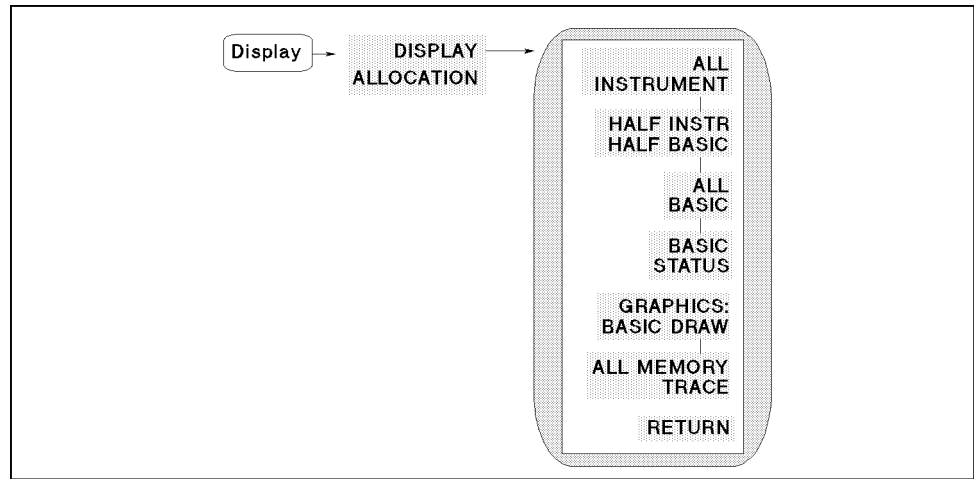 Display
DISPLAY
ALLOCATION
ALL
INSTRUMENT
HALF INSTR
HALF BASIC
ALL
BASIC
BASIC
STATUS
GRAPHICS:
BASIC DRAW
ALL MEMORY
TRACE
RETURN